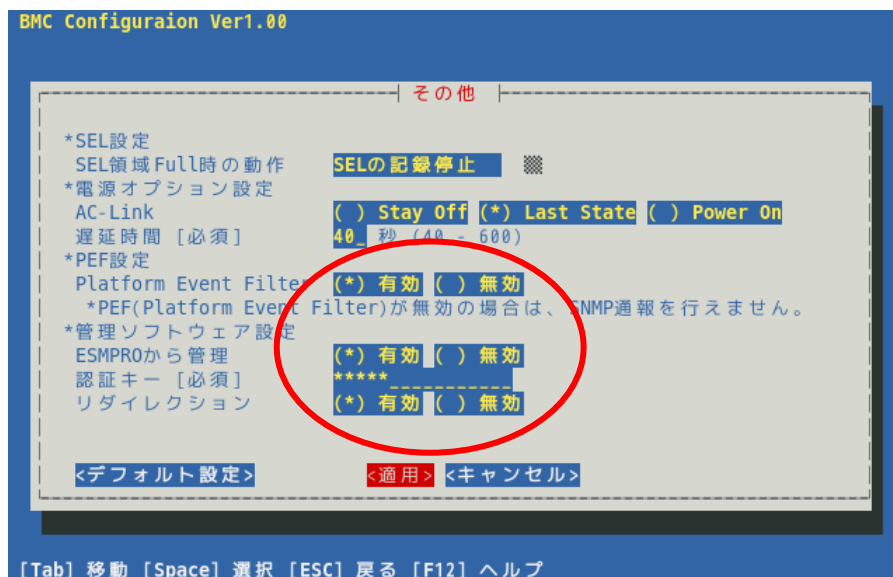 BMC Configuraion Ver1.00
その他
*SEL設定
SEL領域Full時の動作 SELの記録停止
*電源オプション設定
AC-Link ( ) Stay Off (*) Last State ( ) Power On
遅延時間 [必須] 40_ 秒 (40 - 600)
*PEF設定
Platform Event Filter (*) 有効 ( ) 無効
*PEF(Platform Event Filter)が無効の場合は、SNMP通報を行えません。
*管理ソフトウェア設定
ESMPROから管理 (*) 有効 ( ) 無効
認証キー [必須] *****___________
リダイレクション (*) 有効 ( ) 無効
<デフォルト設定> <適用> <キャンセル>
[Tab] 移動 [Space] 選択 [ESC] 戻る [F12] ヘルプ